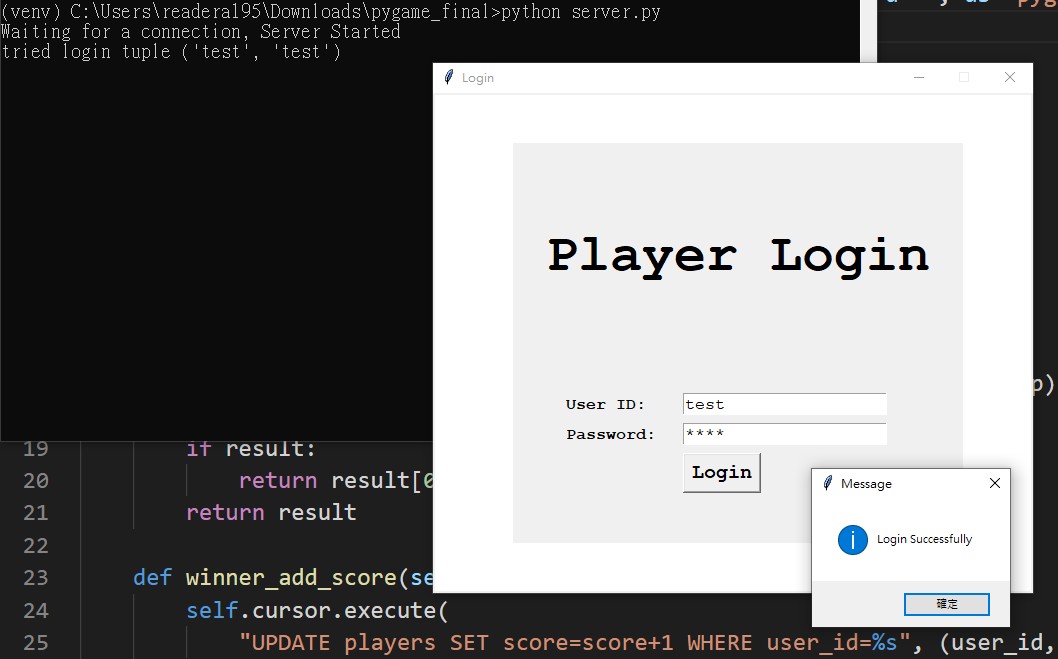 (venv) C:\Users\readeral95\Downloads\pygame_final>python server.py
Waiting for a connection, Server Started
tried login tuple ('test', 'test')
Login
Player Login
User ID:
test
Password:
****
Login
Message
Login Successfully
確定
p)
19 if result:
20 return result[0
21 return result
22
23 def winner_add_score(se
24 self.cursor.execute(
25 "UPDATE players SET score=score+1 WHERE user_id=%s", (user_id,